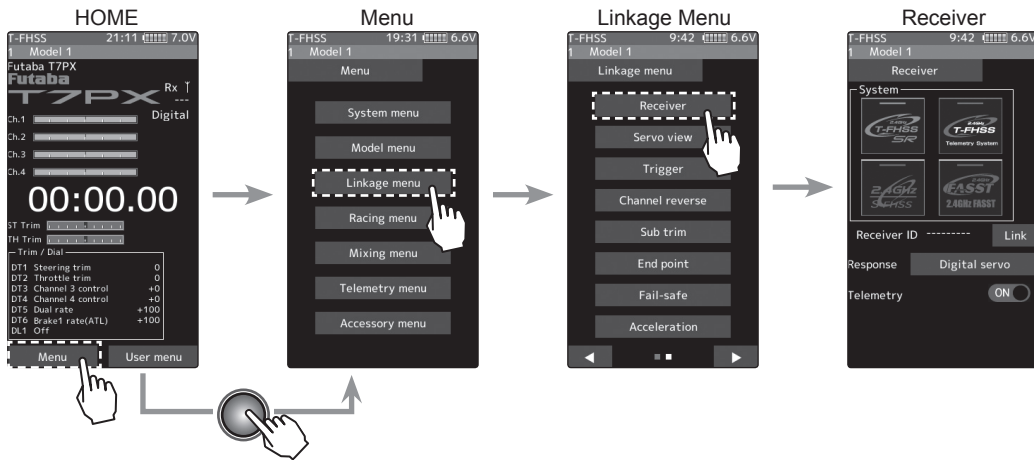 HOME
T-FHSS 21:11 7.0V
1 Model 1
Futaba T7PX
Futaba
T7PX
Rx
---
Digital
Ch.1
Ch.2
Ch.3
Ch.4
00:00.00
ST Trim
TH Trim
Trim / Dial
DT1 Steering trim 0
DT2 Throttle trim 0
DT3 Channel 3 control +0
DT4 Channel 4 control +0
DT5 Dual rate +100
DT6 Brake1 rate(ATL) +100
DL1 Off
Menu User menu
Menu
T-FHSS 19:31 6.6V
1 Model 1
Menu
System menu
Model menu
Linkage menu
Racing menu
Mixing menu
Telemetry menu
Accessory menu
Linkage Menu
T-FHSS 9:42 6.6V
1 Model 1
Linkage menu
Receiver
Servo view
Trigger
Channel reverse
Sub trim
End point
Fail-safe
Acceleration
Receiver
T-FHSS 9:42 6.6V
1 Model 1
Receiver
System
2.4GHz
T-FHSS
SR
2.4GHz
T-FHSS
Telemetry System
2.4GHz
S-FHSS
2.4GHz
FASST
2.4GHz FASST
Receiver ID --------- Link
Response Digital servo
Telemetry ON